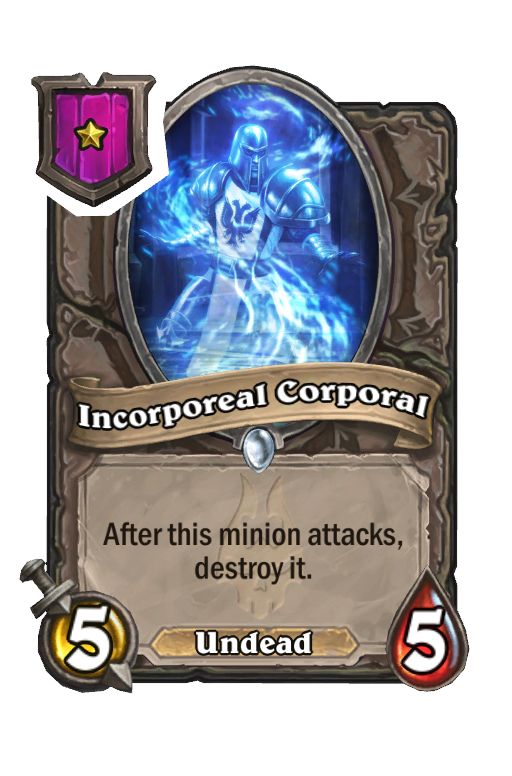 Incorporeal Corporal
After this minion attacks,
destroy it.
5
Undead
5